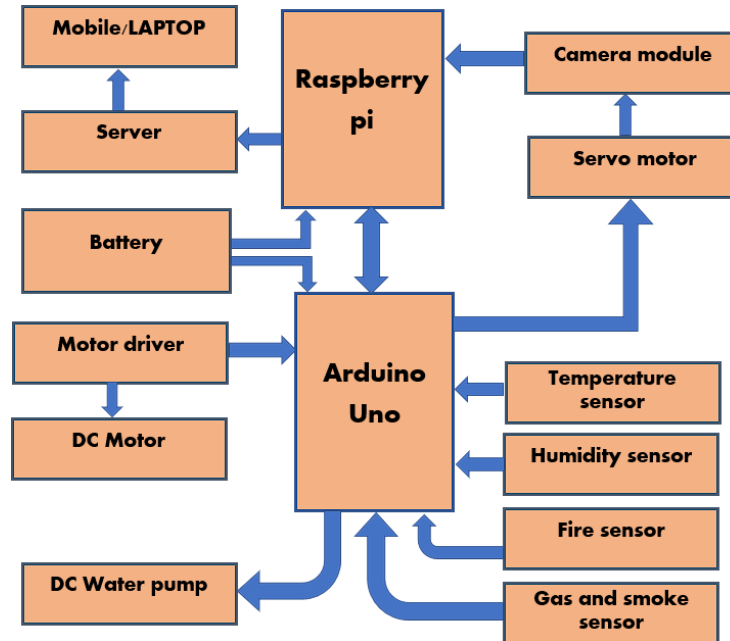 Mobile/LAPTOP
Server
Raspberry
pi
Camera module
Servo motor
Battery
Motor driver
DC Motor
Arduino
Uno
Temperature
sensor
Humidity sensor
Fire sensor
DC Water pump
Gas and smoke
sensor